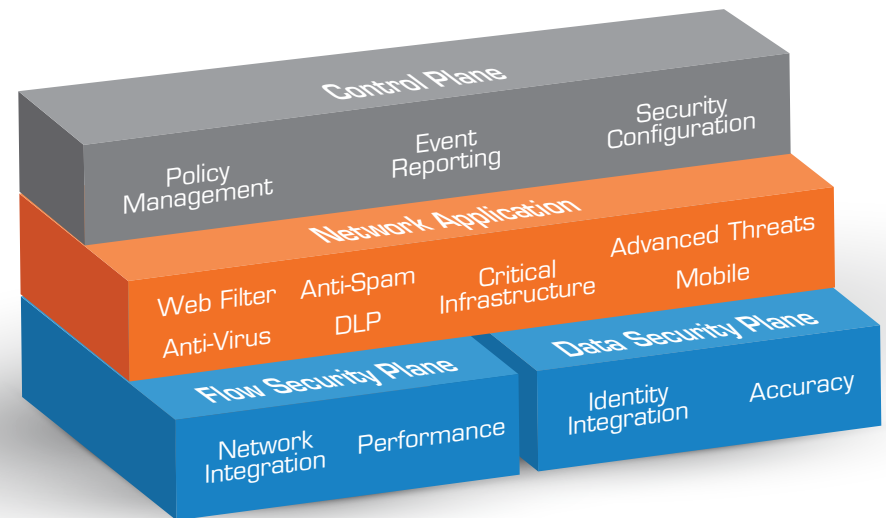 Control Plane
Policy
Management
Event
Reporting
Security
Configuration
Network Application
Web Filter
Anti-Virus
Anti-Spam
DLP
Critical
Infrastructure
Advanced Threats
Mobile
Flow Security Plane
Network
Integration
Performance
Data Security Plane
Identity
Integration
Accuracy